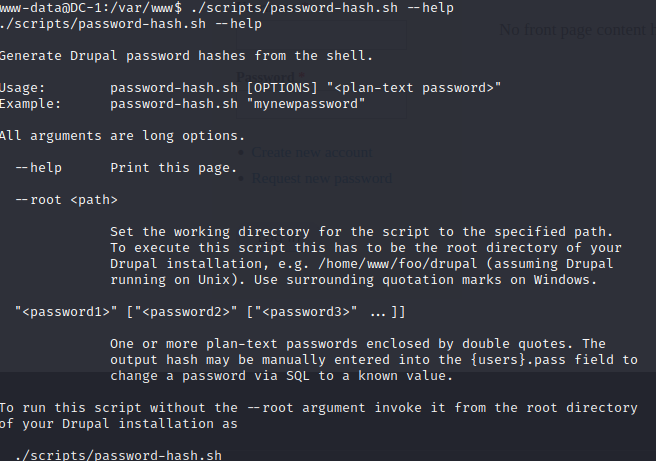 www-data@DC-1:/var/www$ ./scripts/password-hash.sh --help
./scripts/password-hash.sh --help
No front page content h
Generate Drupal password hashes from the shell.
Usage:        password-hash.sh [OPTIONS] "<plan-text password>"
Example:      password-hash.sh "mynewpassword"
All arguments are long options.
Create new account
--help      Print this page.
Request new password
--root <path>
Set the working directory for the script to the specified path.
To execute this script this has to be the root directory of your
Drupal installation, e.g. /home/www/foo/drupal (assuming Drupal
running on Unix). Use surrounding quotation marks on Windows.
"<password1>" ["<password2>" ["<password3>" ...]]
One or more plan-text passwords enclosed by double quotes. The
output hash may be manually entered into the {users}.pass field to
change a password via SQL to a known value.
To run this script without the --root argument invoke it from the root directory
of your Drupal installation as
./scripts/password-hash.sh